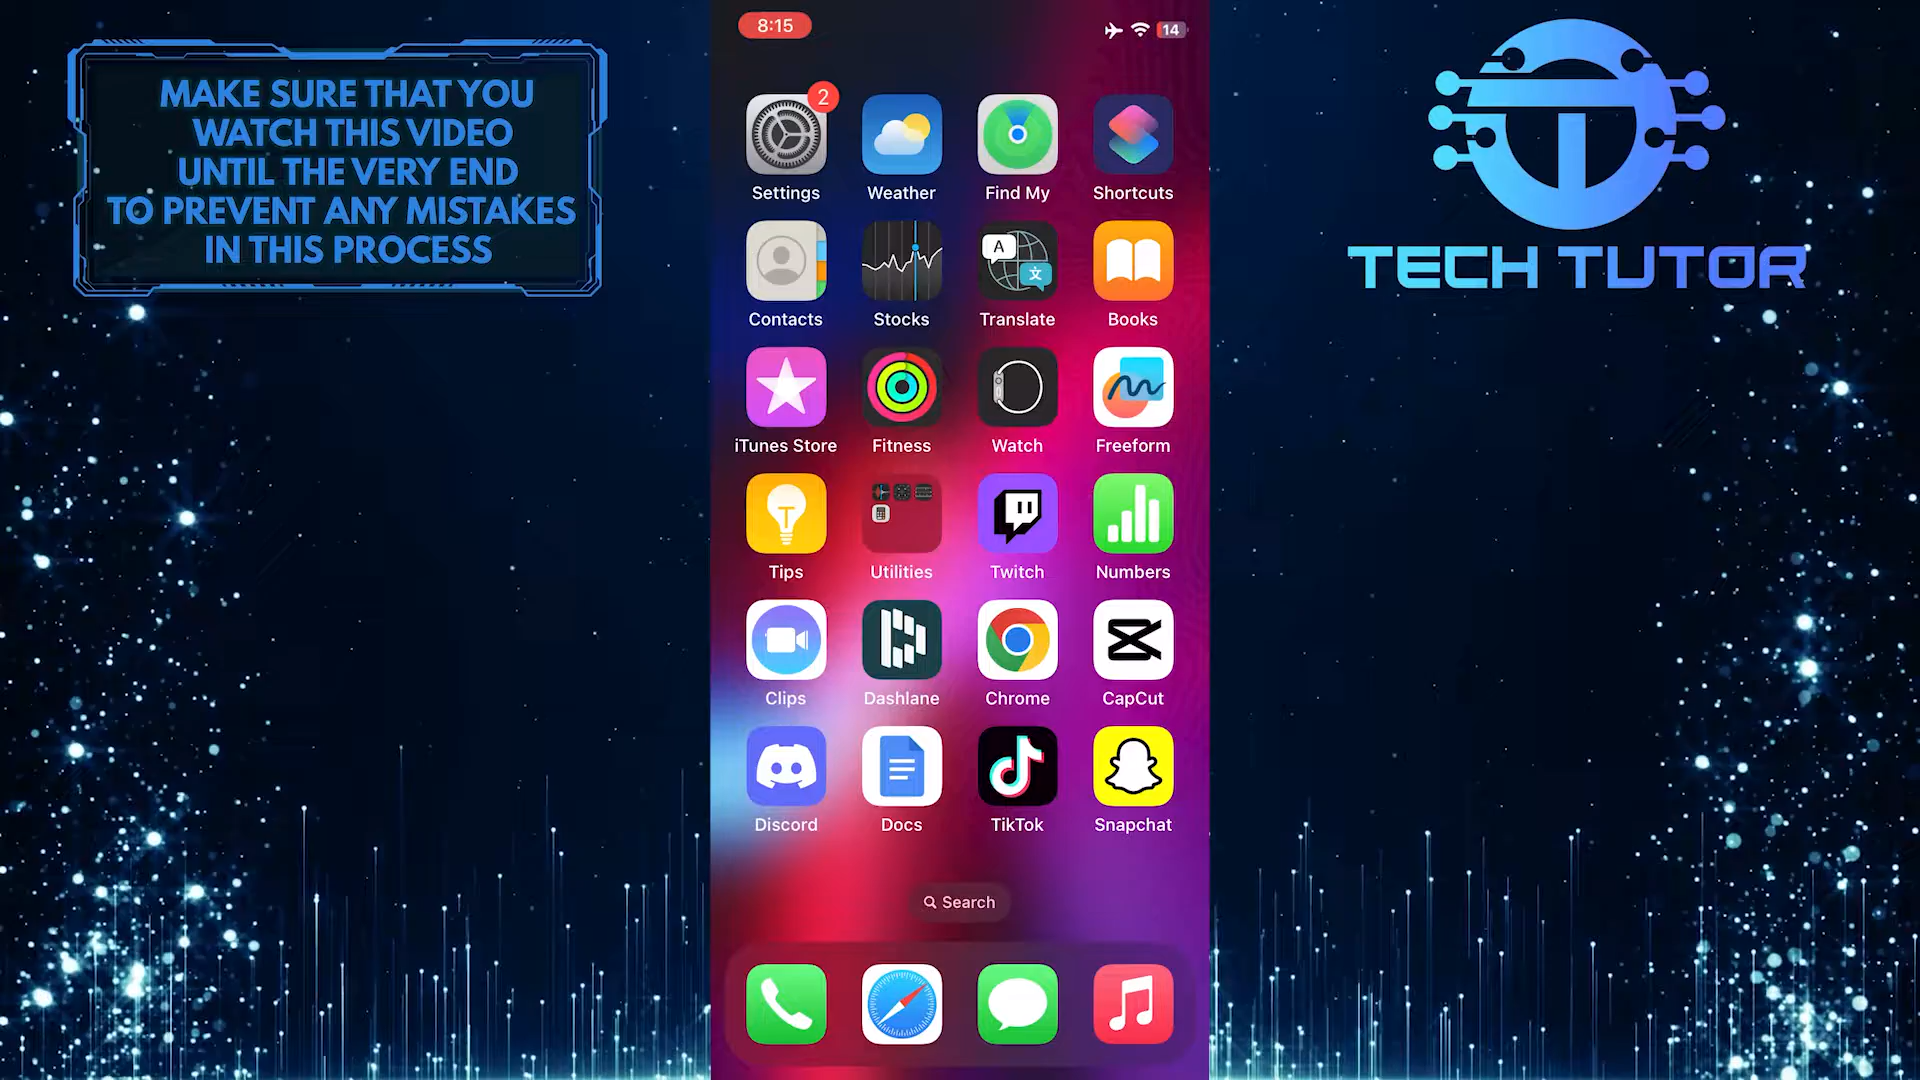 MAKE SURE THAT YOU
WATCH THIS VIDEO
UNTIL THE VERY END
TO PREVENT ANY MISTAKES
IN THIS PROCESS
8:15
14
TECH TUTOR
2
Settings
Weather
Find My
Shortcuts
A
文
Contacts
Stocks
Translate
Books
iTunes Store
Fitness
Watch
Freeform
Tips
Utilities
Twitch
Numbers
Clips
Dashlane
Chrome
CapCut
Discord
Docs
TikTok
Snapchat
Search